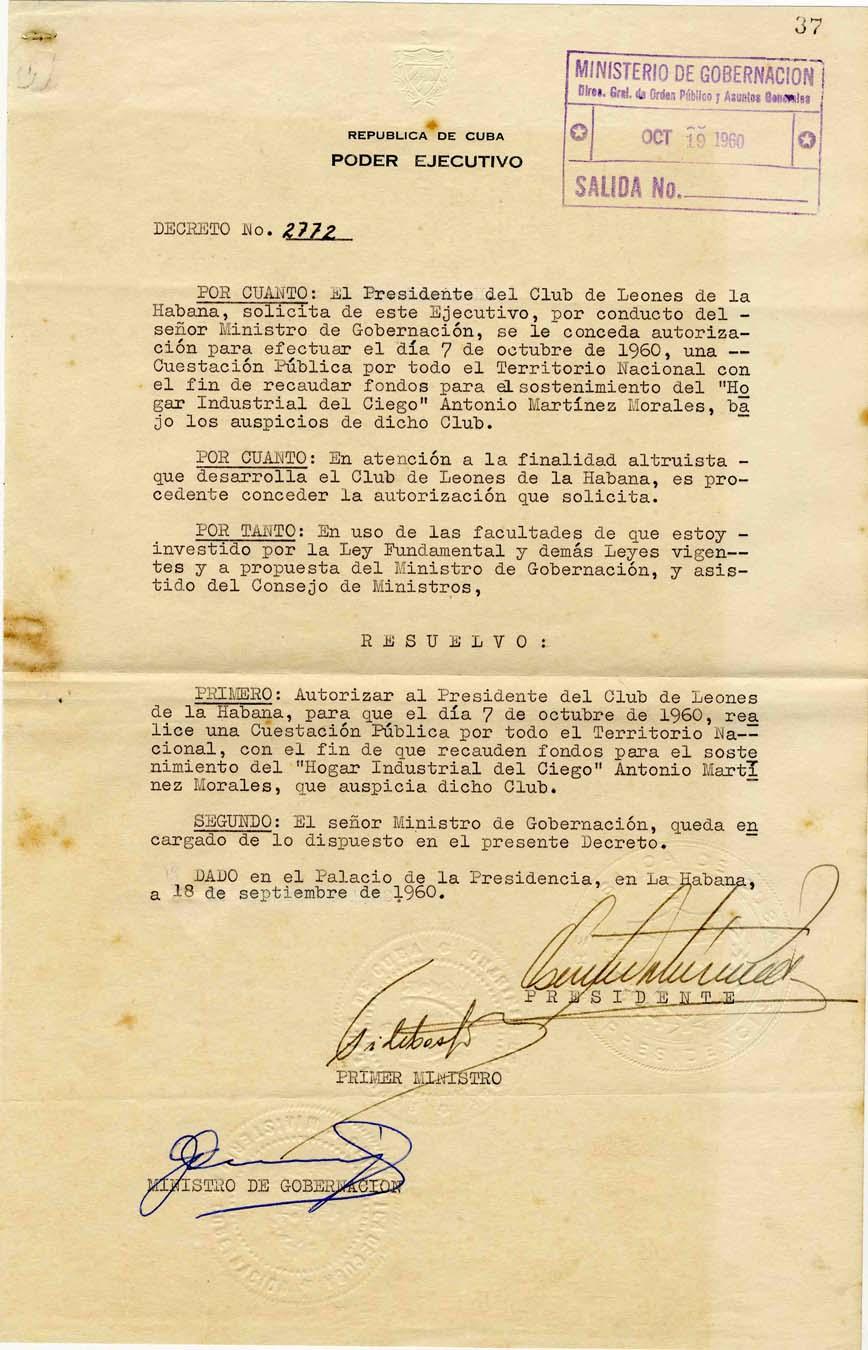 37
MINISTERIO DE GOBERNACION
Direc. Gral. de Orden Público y Asuntos Generales
OCT 19 1960
SALIDA No.
REPUBLICA DE CUBA
PODER EJECUTIVO
DECRETO No. 2772
POR CUANTO: El Presidente del Club de Leones de la
Habana, solicita de este Ejecutivo, por conducto del -
señor Ministro de Gobernación, se le conceda autoriza-
ción para efectuar el día 7 de octubre de 1960, una --
Cuestación Pública por todo el Territorio Nacional con
el fin de recaudar fondos para el sostenimiento del "Ho
gar Industrial del Ciego" Antonio Martínez Morales, ba
jo los auspicios de dicho Club.
POR CUANTO: En atención a la finalidad altruista -
que desarrolla el Club de Leones de la Habana, es pro-
cedente conceder la autorización que solicita.
POR TANTO: En uso de las facultades de que estoy -
investido por la Ley Fundamental y demás Leyes vigen--
tes y a propuesta del Ministro de Gobernación, y asis-
tido del Consejo de Ministros,
R E S U E L V O :
PRIMERO: Autorizar al Presidente del Club de Leones
de la Habana, para que el día 7 de octubre de 1960, rea
lice una Cuestación Pública por todo el Territorio Na--
cional, con el fin de que recauden fondos para el soste
nimiento del "Hogar Industrial del Ciego" Antonio Martí
nez Morales, que auspicia dicho Club.
SEGUNDO: El señor Ministro de Gobernación, queda en
cargado de lo dispuesto en el presente Decreto.
DADO en el Palacio de la Presidencia, en La Habana,
a 18 de septiembre de 1960.
P R E S I D E N T E
PRIMER MINISTRO
MINISTRO DE GOBERNACION